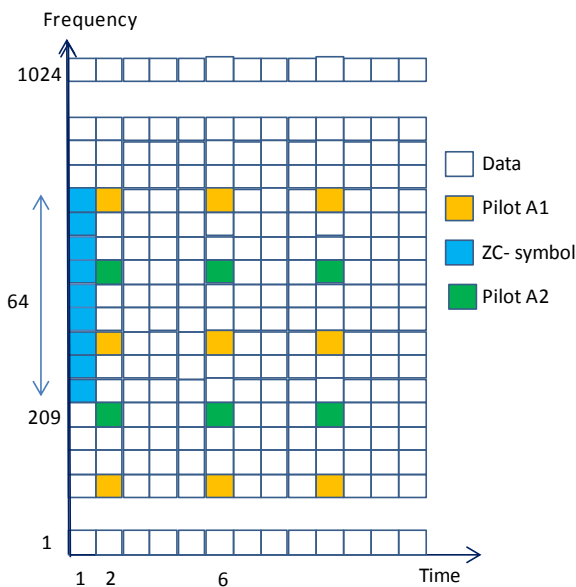 Frequency
1024
Data
Pilot A1
ZC- symbol
64
Pilot A2
209
1
1 2 6 Time